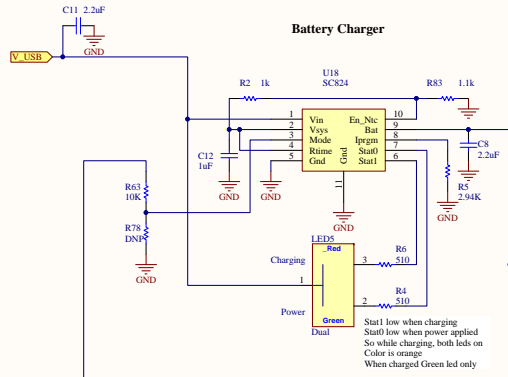 C11 2.2uF
Battery Charger
GND
V_USB
U18
SC824
R2 1k
R83 1.1k
1 Vin En_Ntc 10
2 Vsys Bat 9
3 Mode Iprgm 8
4 Rtime Stat0 7
5 Gnd Gnd Stat1 6
GND
C12
1uF
C8
2.2uF
11
GND
GND
GND
GND
R5
2.94K
GND
R63
10K
R78
DNP
GND
LED5
_Red
Charging
3
R6
510
1
R4
2
510
Power
Green
Dual
Stat1 low when charging
Stat0 low when power applied
So while charging, both leds on
Color is orange
When charged Green led only